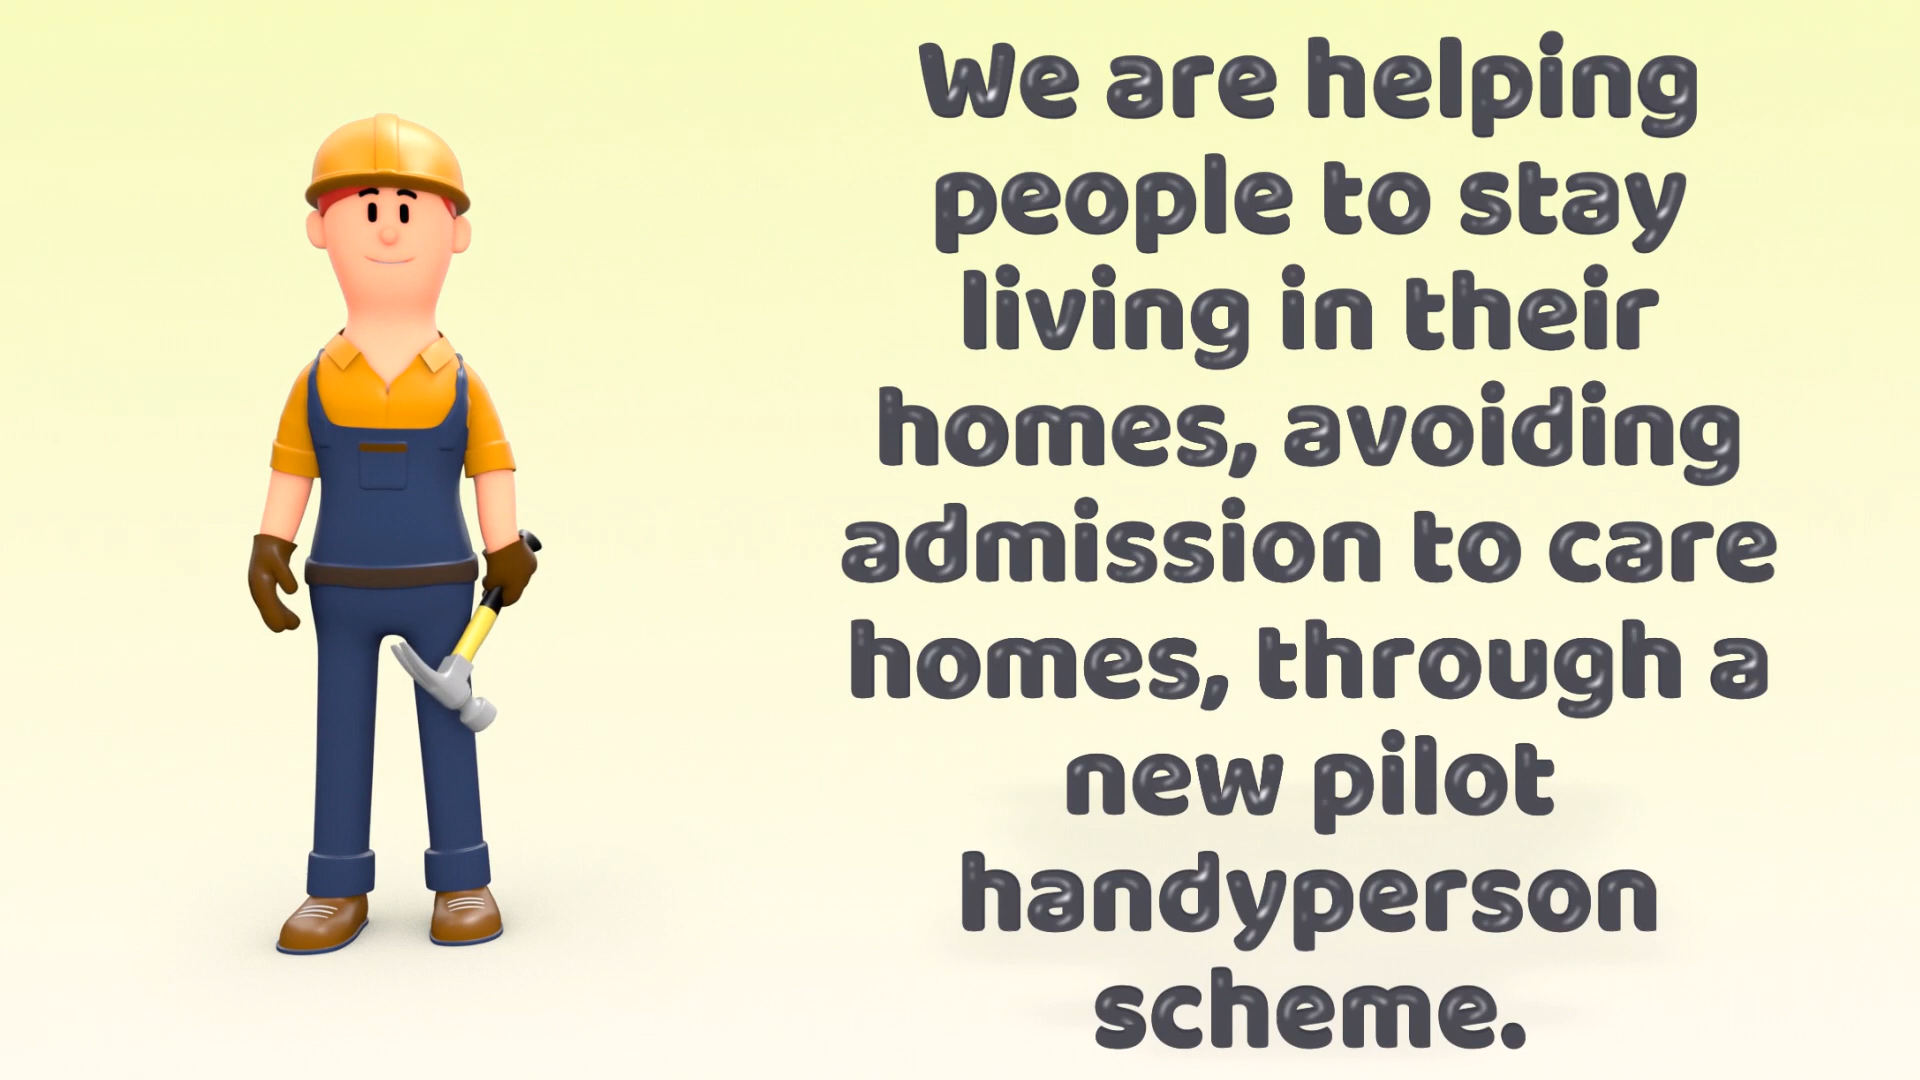 We are helping
people to stay
living in their
homes, avoiding
admission to care
homes, through a
new pilot
handyperson
scheme.